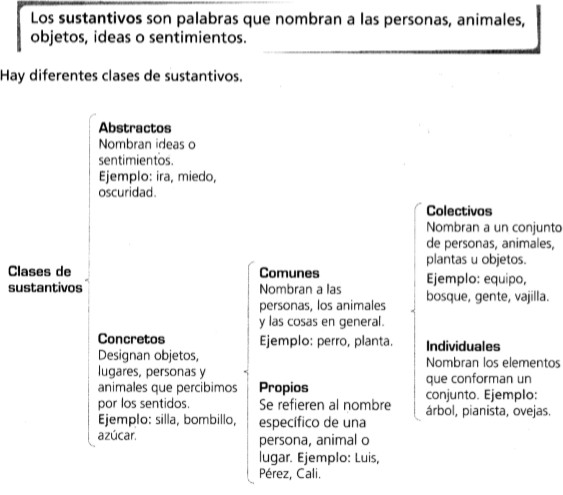 Los sustantivos son palabras que nombran a las personas, animales,
objetos, ideas o sentimientos.
Hay diferentes clases de sustantivos.
Clases de
sustantivos
Abstractos
Nombran ideas o
sentimientos.
Ejemplo: ira, miedo,
oscuridad.
Concretos
Designan objetos,
lugares, personas y
animales que percibimos
por los sentidos.
Ejemplo: silla, bombillo,
azúcar.
Comunes
Nombran a las
personas, los animales
y las cosas en general.
Ejemplo: perro, planta.
Propios
Se refieren al nombre
específico de una
persona, animal o
lugar. Ejemplo: Luis,
Pérez, Cali.
Colectivos
Nombran a un conjunto
de personas, animales,
plantas u objetos.
Ejemplo: equipo,
bosque, gente, vajilla.
Individuales
Nombran los elementos
que conforman un
conjunto. Ejemplo:
árbol, pianista, ovejas.